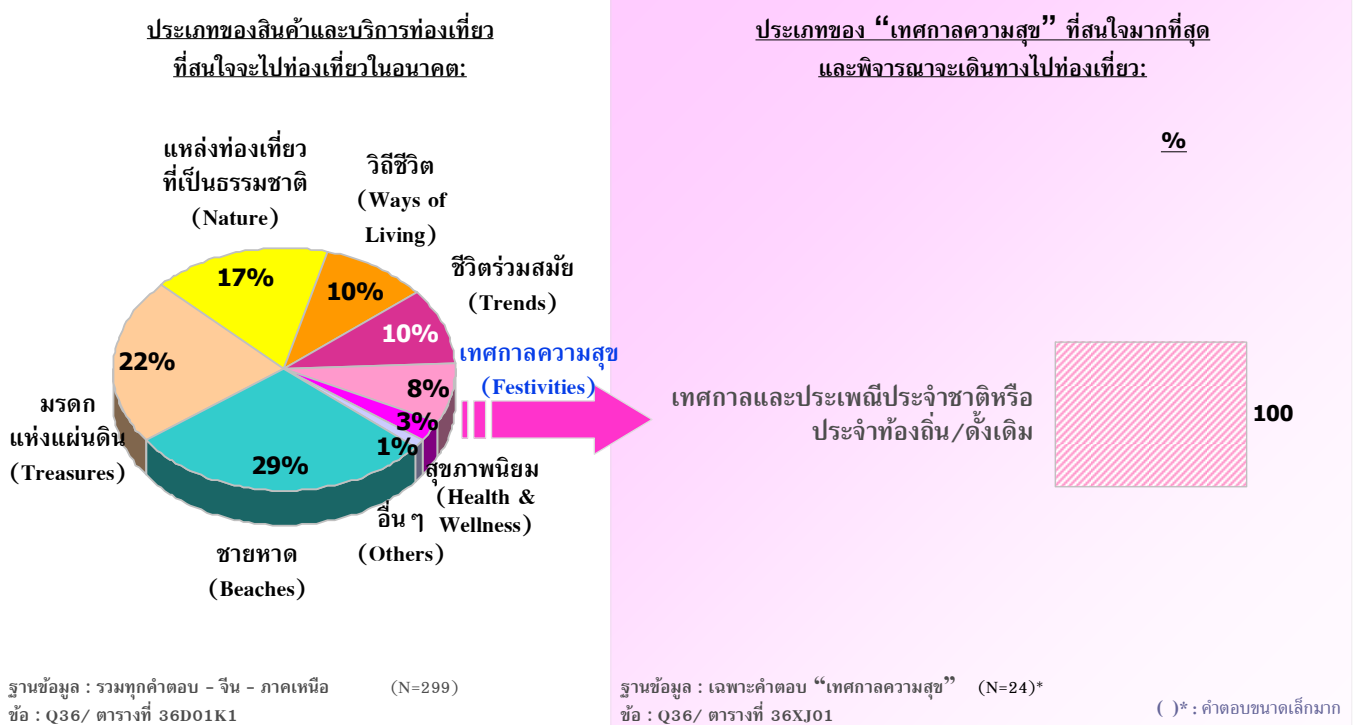 ประเภทของสินค้าและบริการท่องเที่ยว
ที่สนใจจะไปท่องเที่ยวในอนาคต:
แหล่งท่องเที่ยว
ที่เป็นธรรมชาติ
(Nature)
วิถีชีวิต
(Ways of
Living)
ชีวิตร่วมสมัย
(Trends)
เทศกาลความสุข
(Festivities)
17%
10%
10%
22%
8%
3%
1%
29%
มรดก
แห่งแผ่นดิน
(Treasures)
สุขภาพนิยม
(Health &
Wellness)
อื่นๆ
(Others)
ชายหาด
(Beaches)
ฐานข้อมูล : รวมทุกคำตอบ - จีน - ภาคเหนือ (N=299)
ข้อ : Q36/ ตารางที่ 36D01K1
ประเภทของ “เทศกาลความสุข” ที่สนใจมากที่สุด
และพิจารณาจะเดินทางไปท่องเที่ยว:
%
เทศกาลและประเพณีประจำชาติหรือ
ประจำท้องถิ่น/ดั้งเดิม
100
ฐานข้อมูล : เฉพาะคำตอบ “เทศกาลความสุข” (N=24)*
ข้อ : Q36/ ตารางที่ 36XJ01
( )* : คำตอบขนาดเล็กมาก